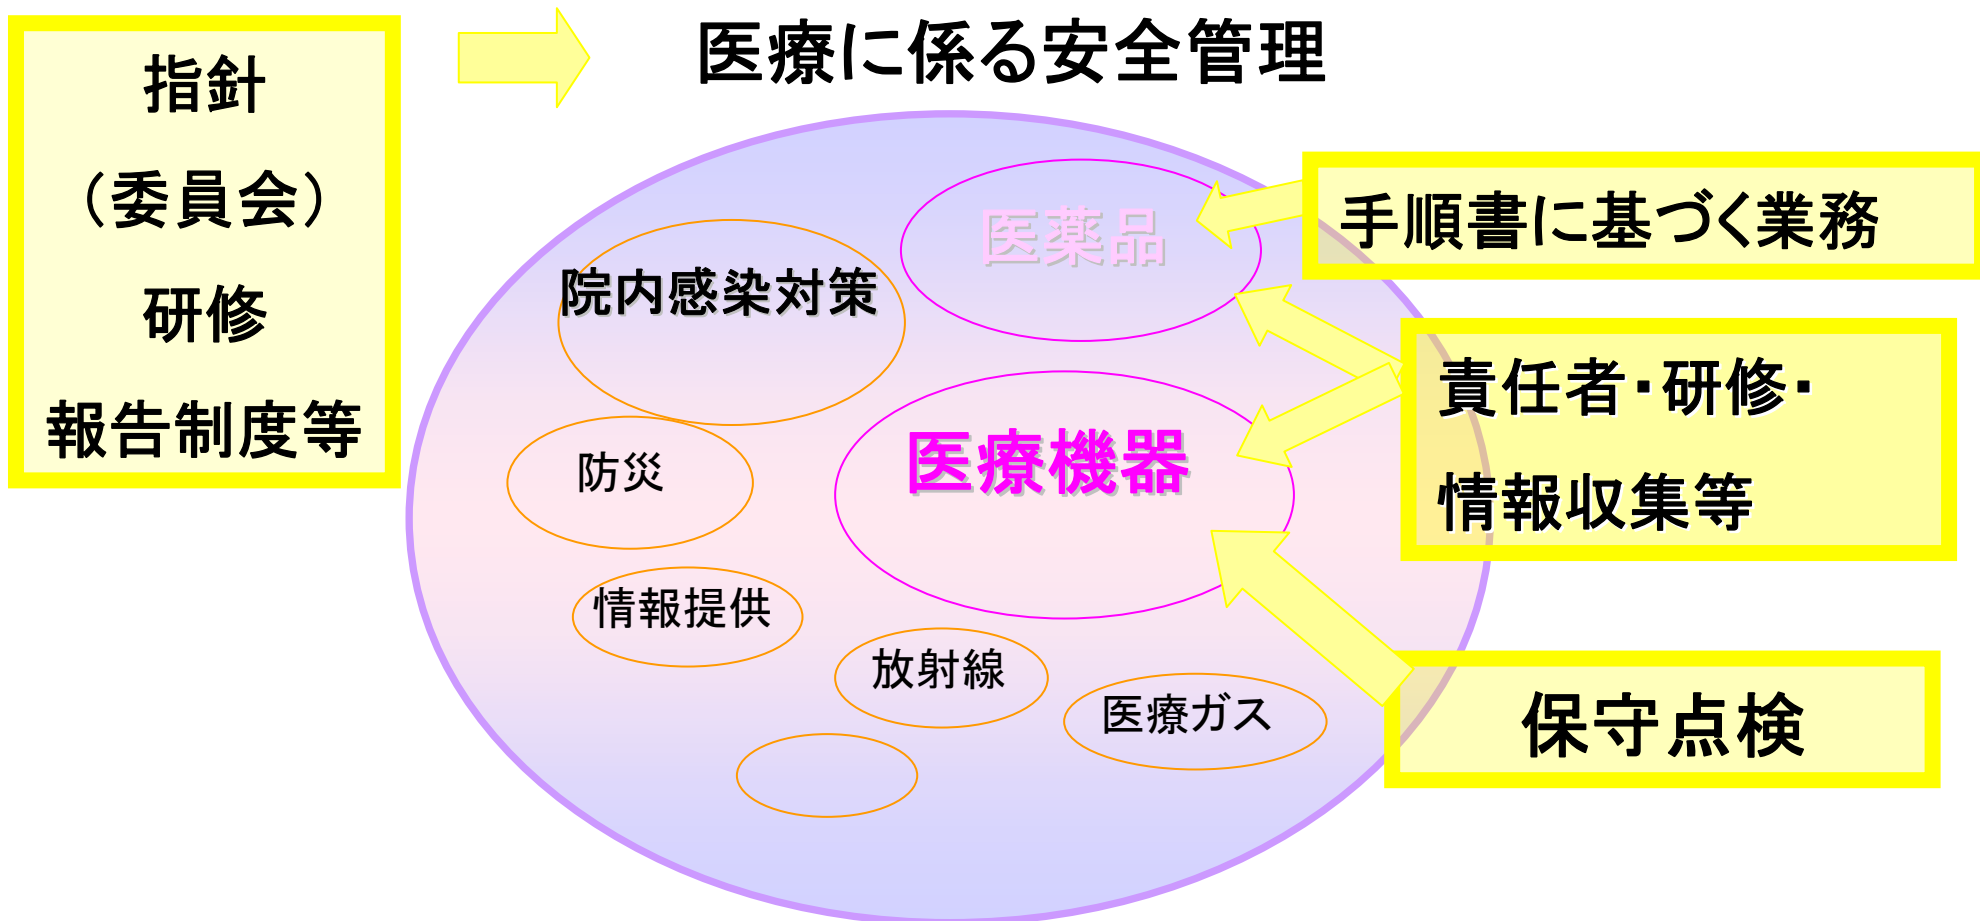 医療に係る安全管理
指針
（委員会）
研修
報告制度等
医薬品
手順書に基づく業務
院内感染対策
責任者・研修・
情報収集等
医療機器
防災
情報提供
放射線
医療ガス
保守点検